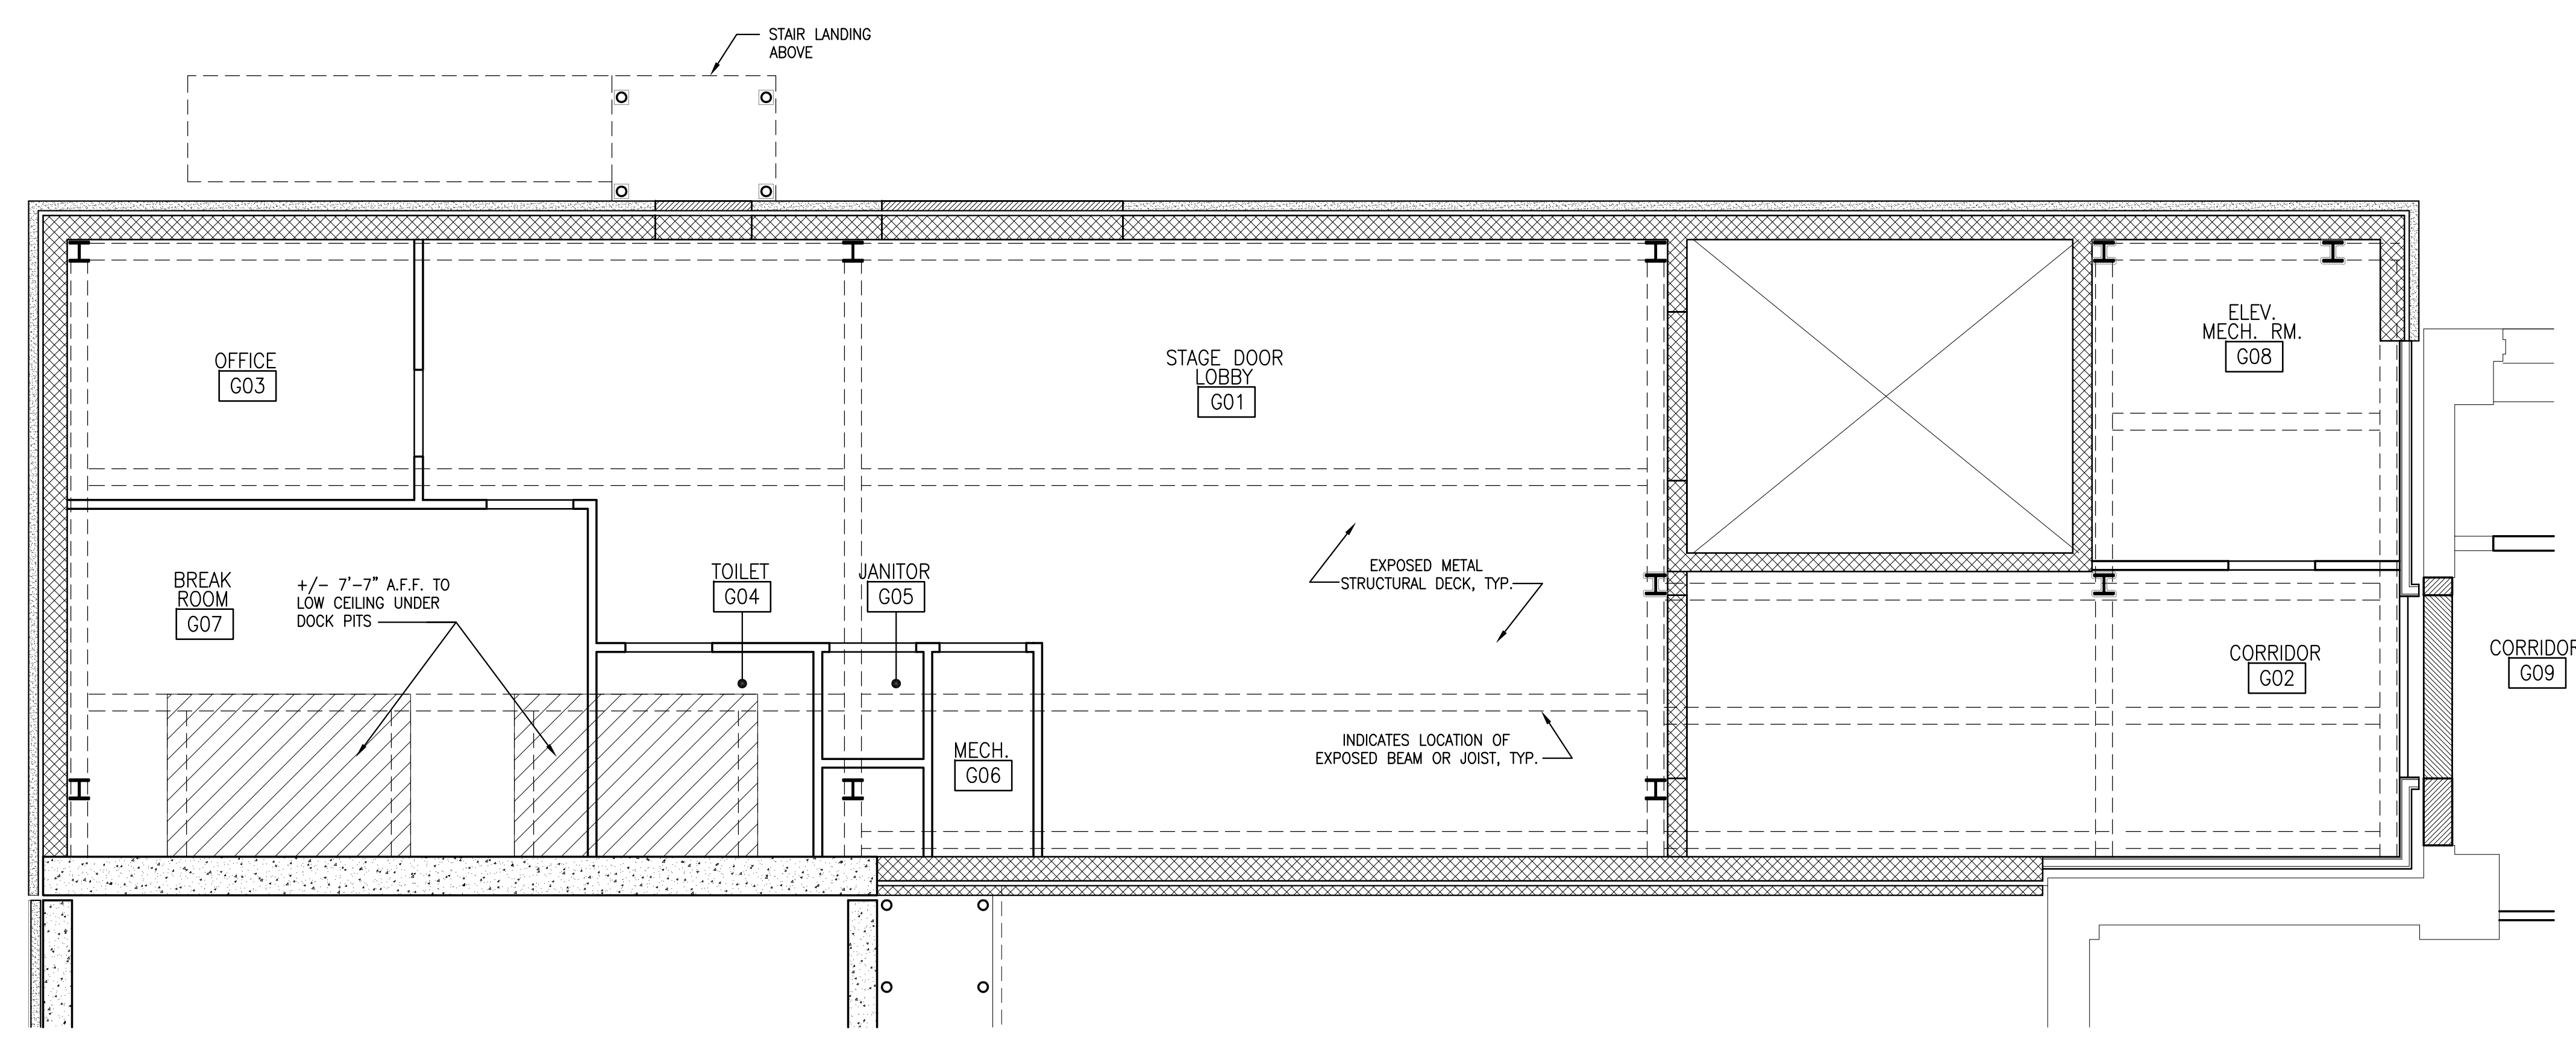 STAIR LANDING
ABOVE
OFFICE
G03
STAGE DOOR
LOBBY
G01
ELEV.
MECH. RM.
G08
BREAK
ROOM
G07
+/- 7'-7" A.F.F. TO
LOW CEILING UNDER
DOCK PITS
TOILET
G04
JANITOR
G05
EXPOSED METAL
STRUCTURAL DECK, TYP.
CORRIDOR
G02
CORRIDOR
G09
MECH.
G06
INDICATES LOCATION OF
EXPOSED BEAM OR JOIST, TYP.